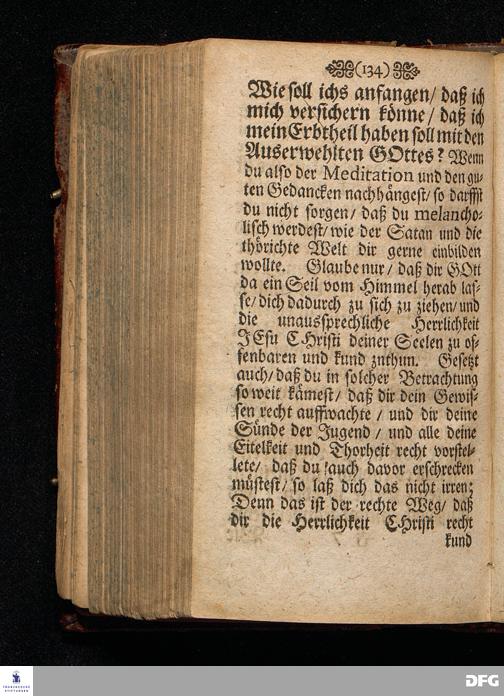 (134)
Wie soll ichs anfangen/ daß ich
mich versichern könne/ daß ich
mein Erbtheil haben soll mit den
Auserwehlten GOttes? Wenn
du also der Meditation und den gu-
ten Gedancken nachhängest/ so darffst
du nicht sorgen/ daß du melancho-
lisch werdest/ wie der Satan und die
thörichte Welt dir gerne einbilden
wollte. Glaube nur/ daß dir GOtt
da ein Seil vom Himmel herab las-
se/ dich dadurch zu sich zu ziehen/ und
die unaussprechliche Herrlichkeit
JEsu CHristi deiner Seelen zu of-
fenbaren und kund znthun. Gesetzt
auch/ daß du in solcher Betrachtung
so weit kämest/ daß dir dein Gewis-
sen recht auffwachte/ und dir deine
Sünde der Jugend/ und alle deine
Eitelkeit und Thorheit recht vorstel-
lete/ daß du auch davor erschrecken
müstest/ so laß dich das nicht irren:
Denn das ist der rechte Weg/ daß
dir die Herrlichkeit CHristi recht
kund
FRANCKESCHE
STIFTUNGEN
DFG